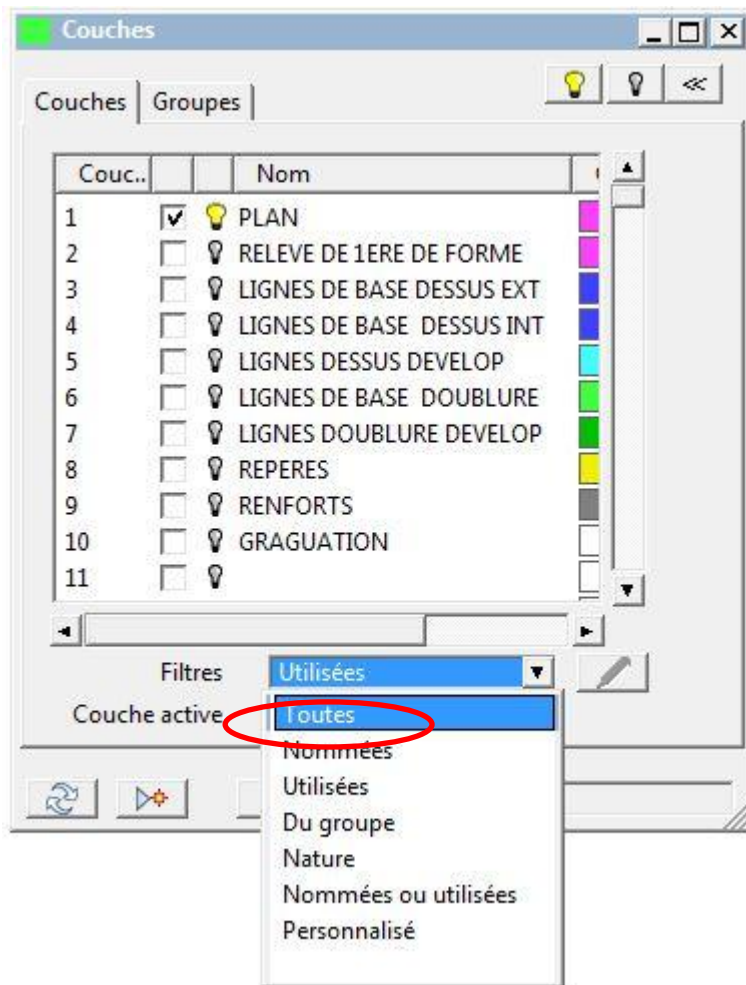 Couches
Couches Groupes
Couc.. Nom
1 PLAN
2 RELEVE DE 1ERE DE FORME
3 LIGNES DE BASE DESSUS EXT
4 LIGNES DE BASE DESSUS INT
5 LIGNES DESSUS DEVELOP
6 LIGNES DE BASE DOUBLURE
7 LIGNES DOUBLURE DEVELOP
8 REPERES
9 RENFORTS
10 GRAGUATION
11
Filtres Utilisées
Couche active Toutes
Nommées
Utilisées
Du groupe
Nature
Nommées ou utilisées
Personnalisé